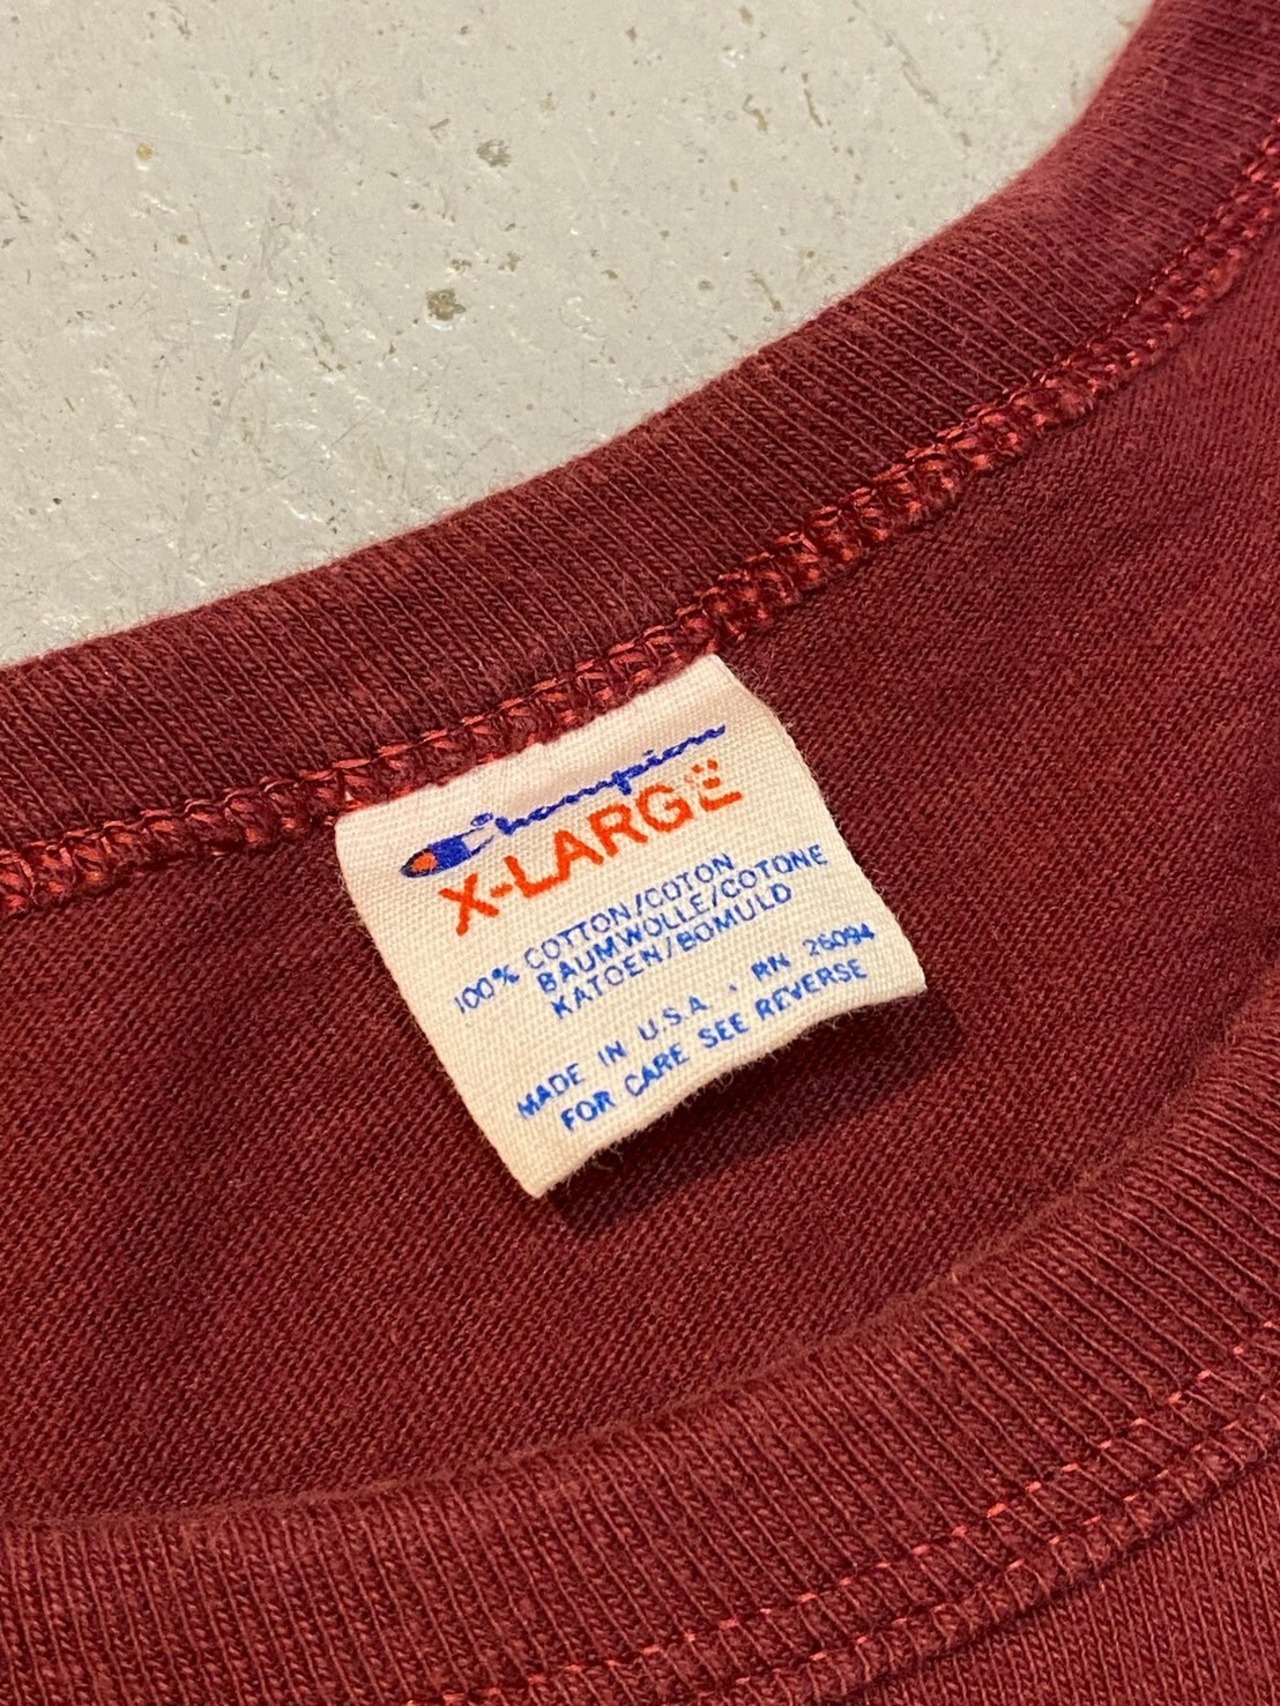 Champion
X-LARGE
100% COTTON/COTON
BAUMWOLLE/COTONE
KATOEN/BOMULD
MADE IN U.S.A. • RN 26094
FOR CARE SEE REVERSE